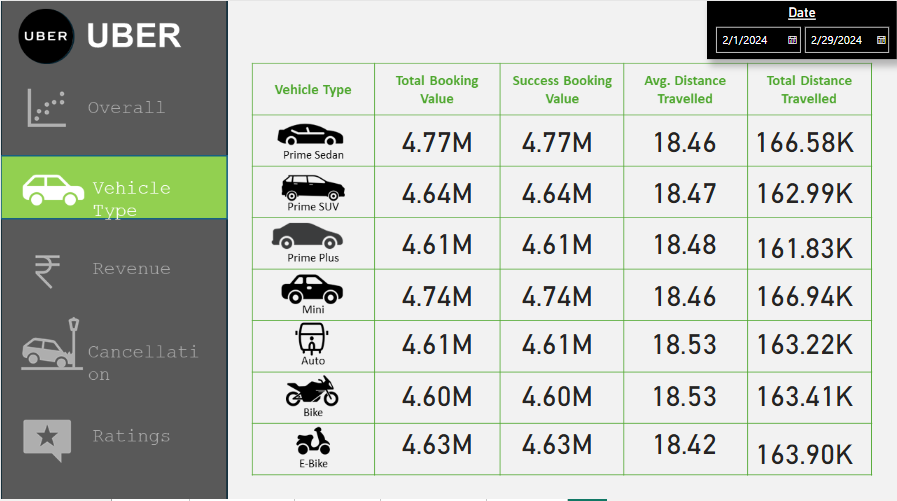 UBER UBER
Date
2/1/2024 2/29/2024
Overall
Vehicle
Type
Revenue
Cancellati
on
Ratings
Vehicle Type Total Booking Value Success Booking Value Avg. Distance Travelled Total Distance Travelled
Prime Sedan 4.77M 4.77M 18.46 166.58K
Prime SUV 4.64M 4.64M 18.47 162.99K
Prime Plus 4.61M 4.61M 18.48 161.83K
Mini 4.74M 4.74M 18.46 166.94K
Auto 4.61M 4.61M 18.53 163.22K
Bike 4.60M 4.60M 18.53 163.41K
E-Bike 4.63M 4.63M 18.42 163.90K